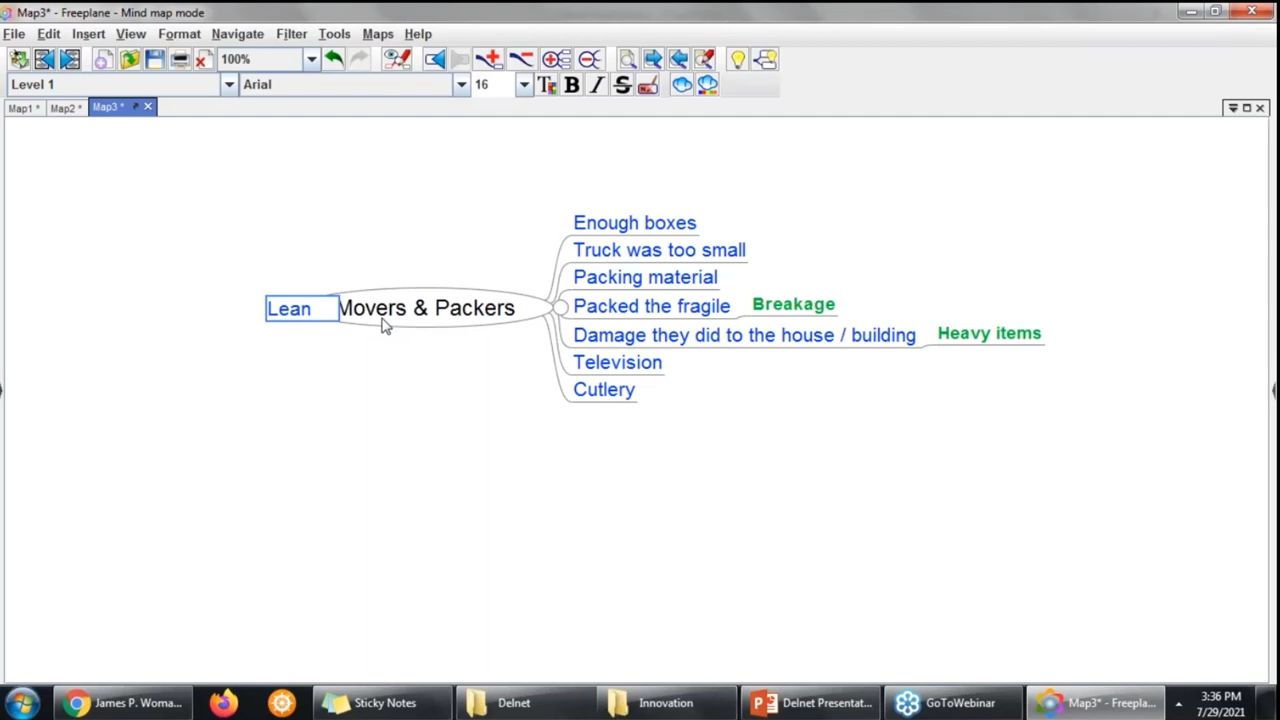 Map3* - Freeplane - Mind map mode
File Edit Insert View Format Navigate Filter Tools Maps Help
100%
Level 1 Arial 16
Map1 * Map2 * Map3 *
Enough boxes
Truck was too small
Packing material
Lean Movers & Packers Packed the fragile Breakage
Damage they did to the house / building Heavy items
Television
Cutlery
James P. Woma... Sticky Notes Delnet Innovation Delnet Presentat... GoToWebinar Map3* - Freepla... 3:36 PM
7/29/2021